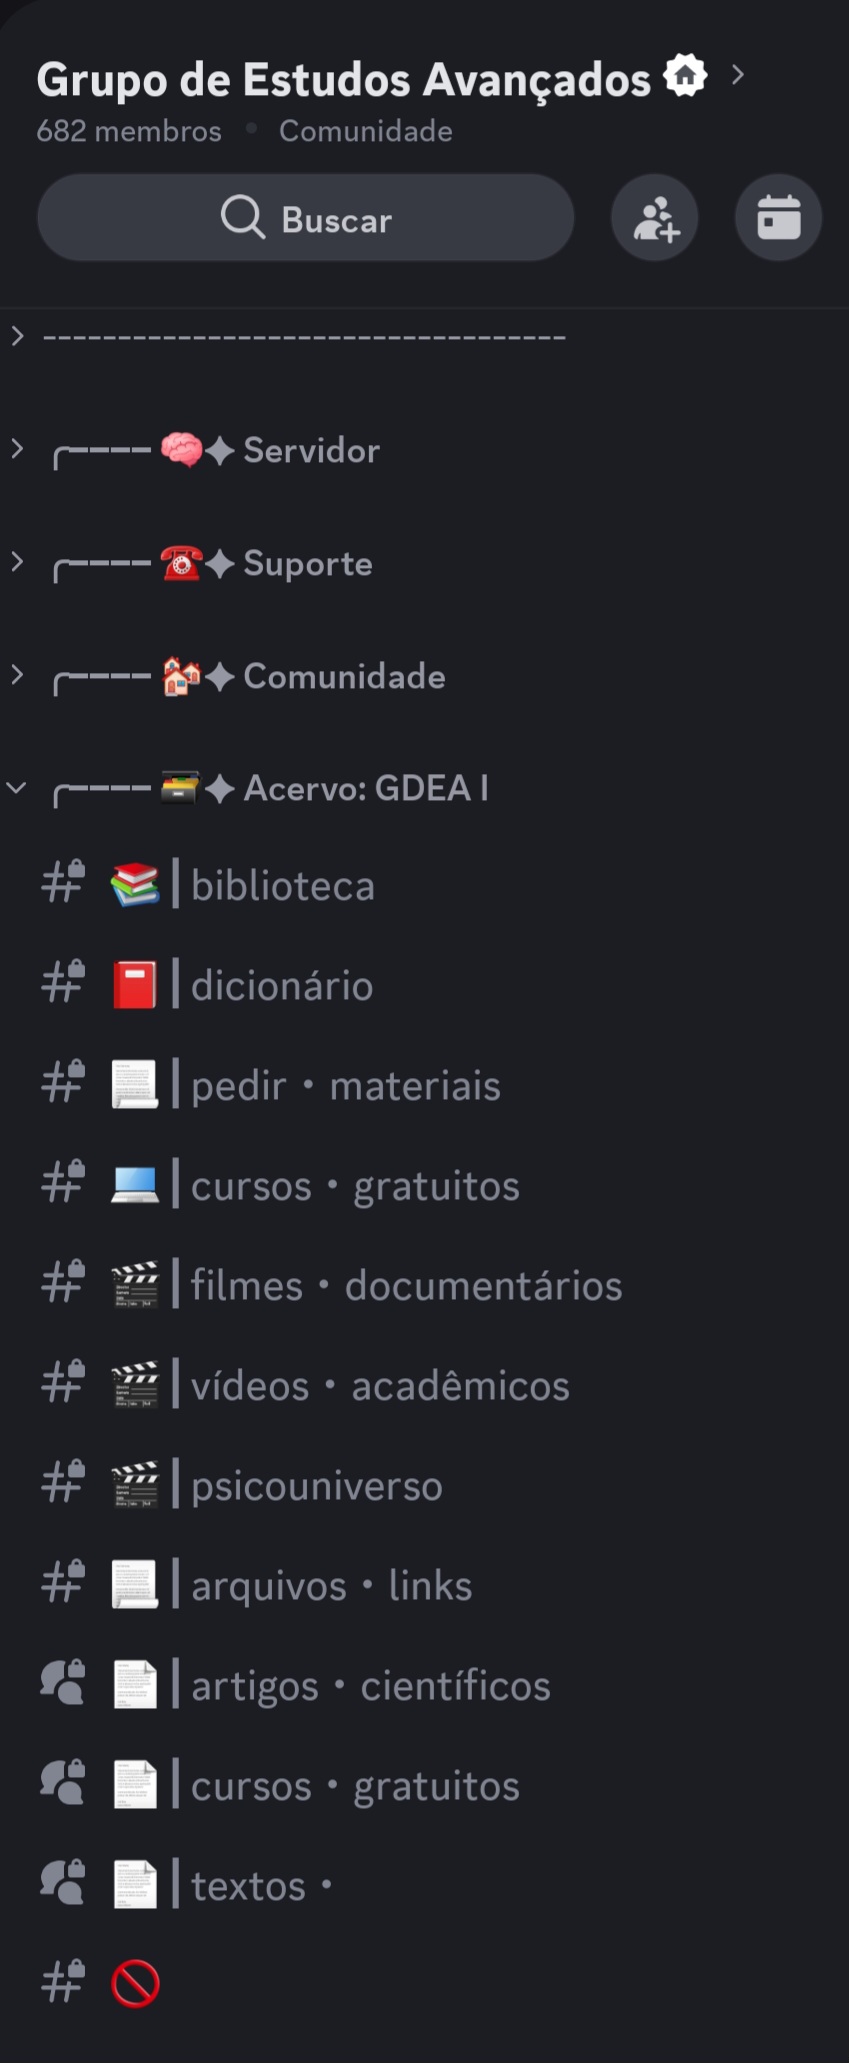 Grupo de Estudos Avançados
682 membros • Comunidade
Buscar
-----------------------------------
╭---- 🧠✦ Servidor
╭---- ☎️✦ Suporte
╭---- 🏘️✦ Comunidade
╭---- 🗃️✦ Acervo: GDEA I
# 📚┃biblioteca
# 📕┃dicionário
# 📃┃pedir • materiais
# 💻┃cursos • gratuitos
# 🎬┃filmes • documentários
# 🎬┃vídeos • acadêmicos
# 🎬┃psicouniverso
# 📃┃arquivos • links
📄┃artigos • científicos
📄┃cursos • gratuitos
📄┃textos •
# 🚫